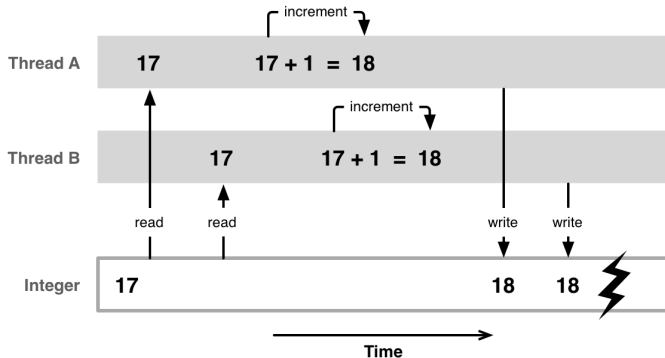 increment
Thread A 17 17 + 1 = 18
increment
Thread B 17 17 + 1 = 18
read read write write
Integer 17 18 18
Time